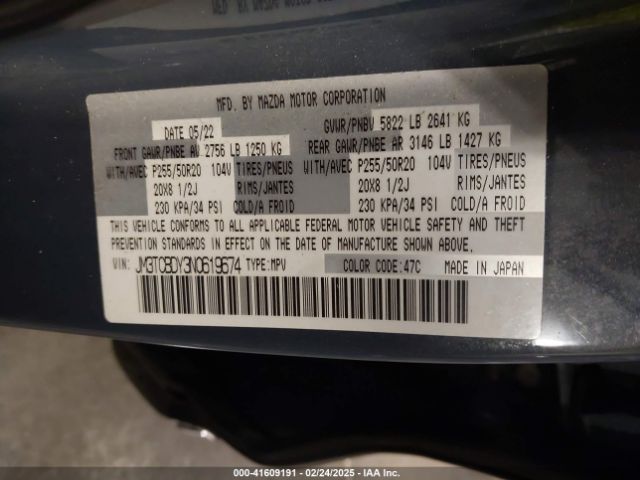 MFD. BY MAZDA MOTOR CORPORATION
DATE 05/22 GVWR/PNBV 5822 LB 2641 KG
FRONT GAWR/PNBE AV 2756 LB 1250 KG REAR GAWR/PNBE AR 3146 LB 1427 KG
WITH/AVEC P255/50R20 104V TIRES/PNEUS WITH/AVEC P255/50R20 104V TIRES/PNEUS
20X8 1/2J RIMS/JANTES 20X8 1/2J RIMS/JANTES
230 KPA/34 PSI COLD/A FROID 230 KPA/34 PSI COLD/A FROID
THIS VEHICLE CONFORMS TO ALL APPLICABLE FEDERAL MOTOR VEHICLE SAFETY AND THEFT
PREVENTION STANDARDS IN EFFECT ON THE DATE OF MANUFACTURE SHOWN ABOVE.
VIN: JM3TCBDY3N0619674 TYPE:MPV COLOR CODE:47C MADE IN JAPAN
000-41609191 - 02/24/2025 - IAA Inc.